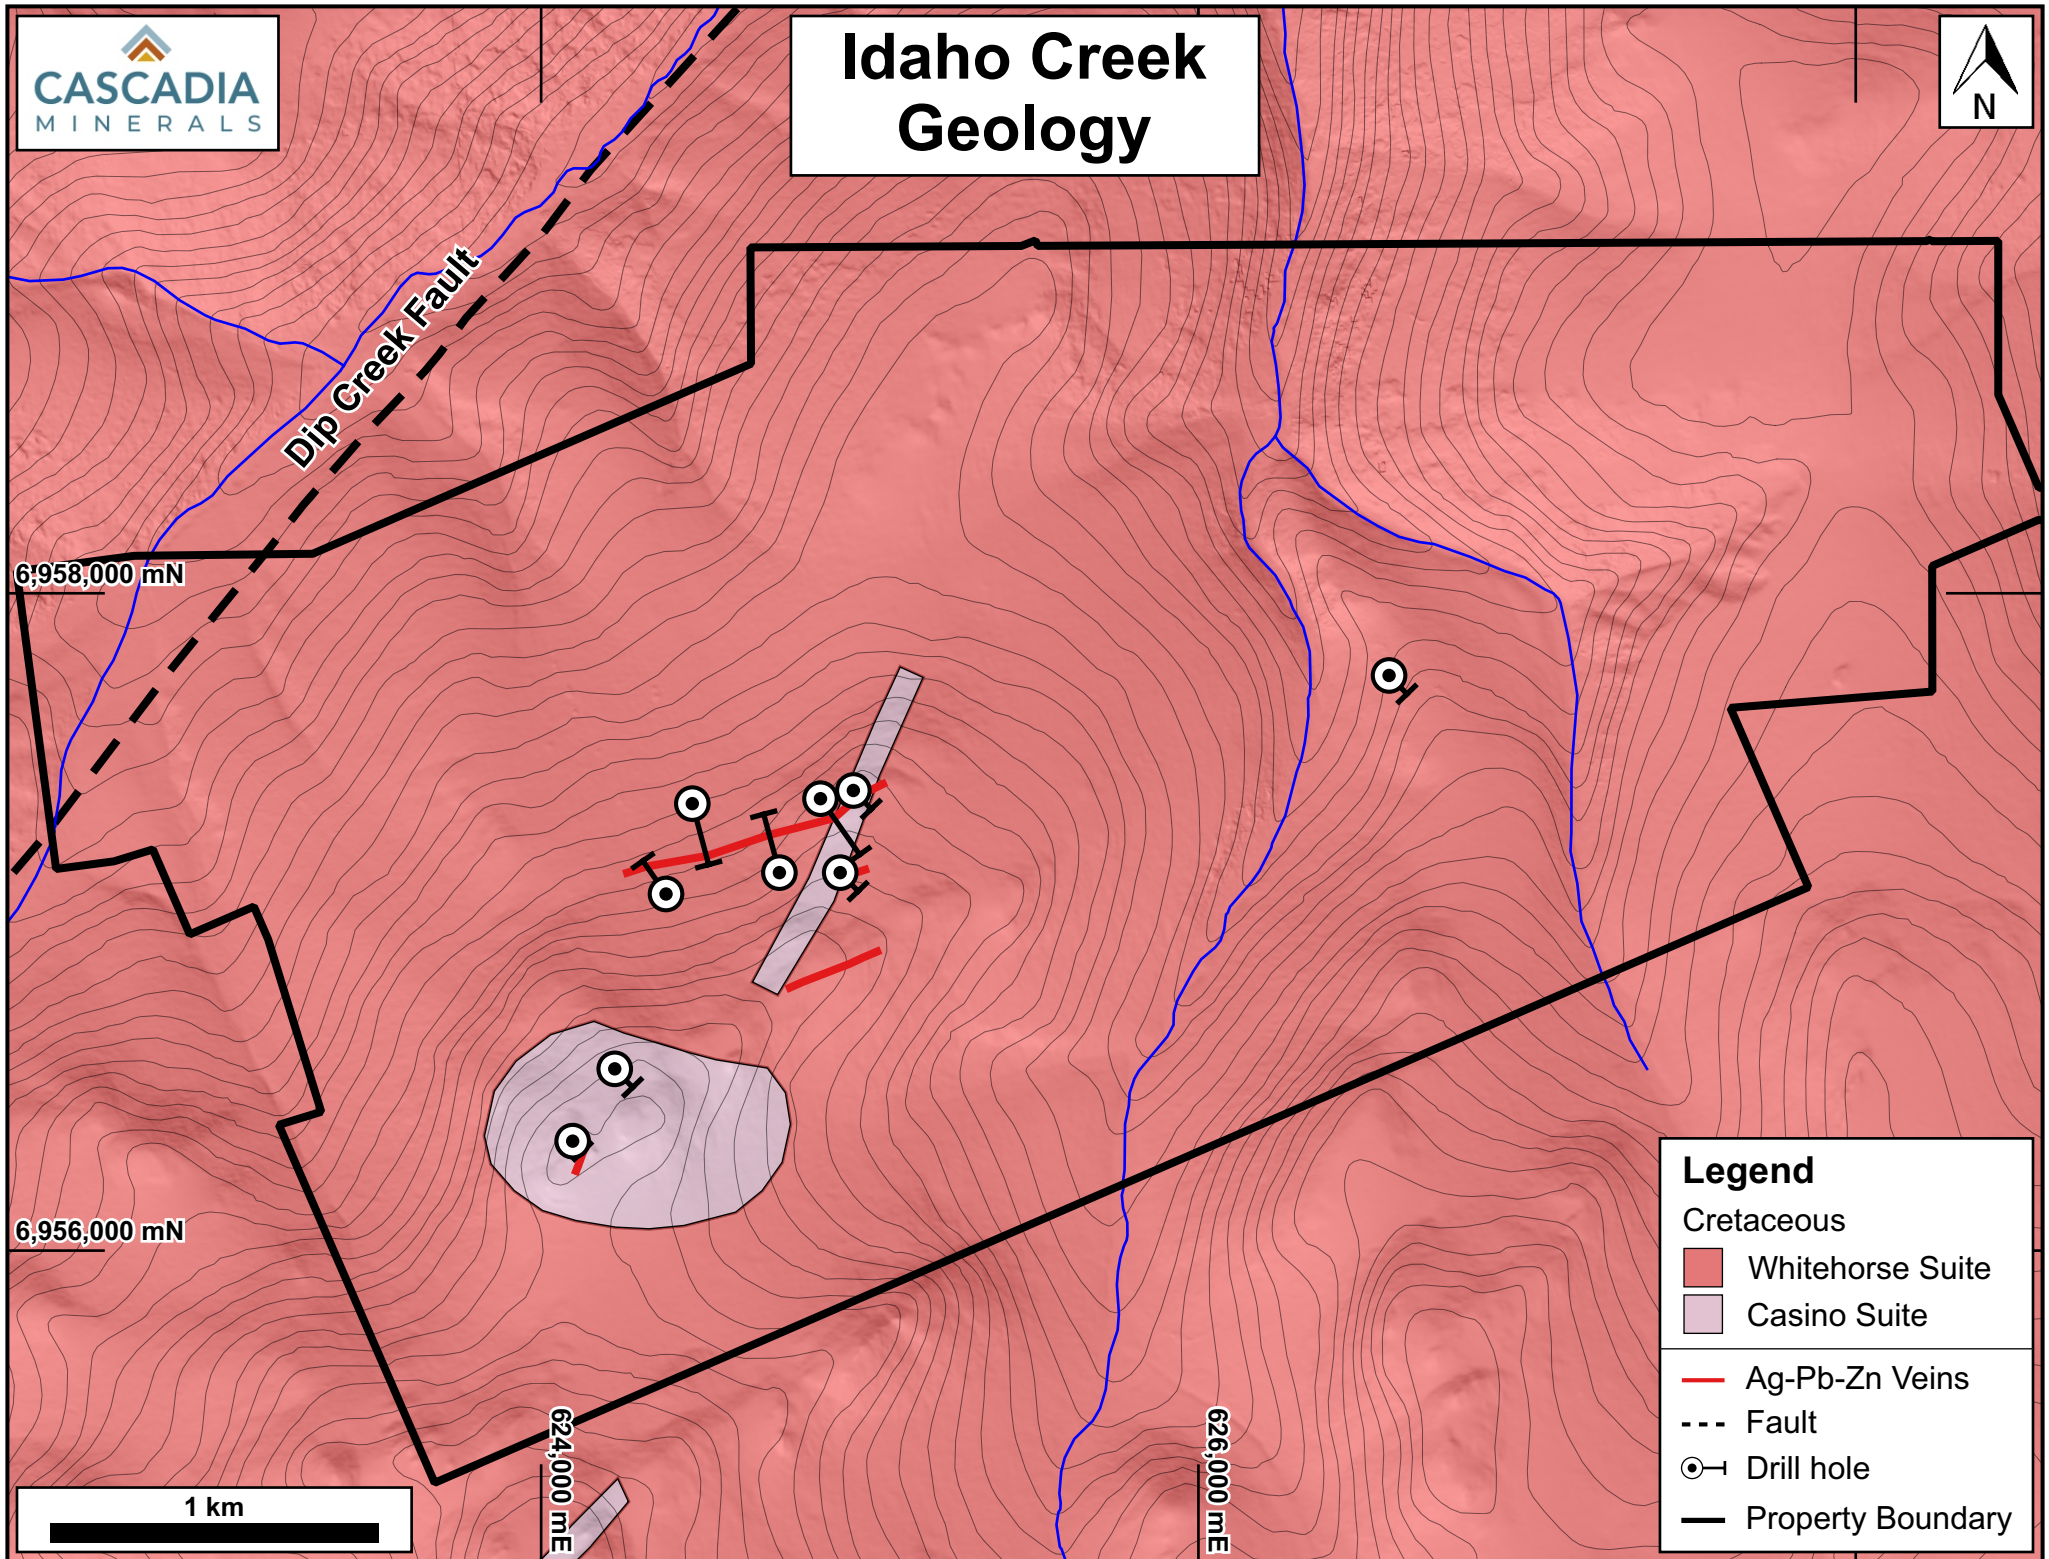 CASCADIA
MINERALS
Idaho Creek
Geology
N
Dip Creek Fault
6,958,000 mN
6,956,000 mN
624,000 mE
626,000 mE
1 km
Legend
Cretaceous
Whitehorse Suite
Casino Suite
Ag-Pb-Zn Veins
Fault
Drill hole
Property Boundary